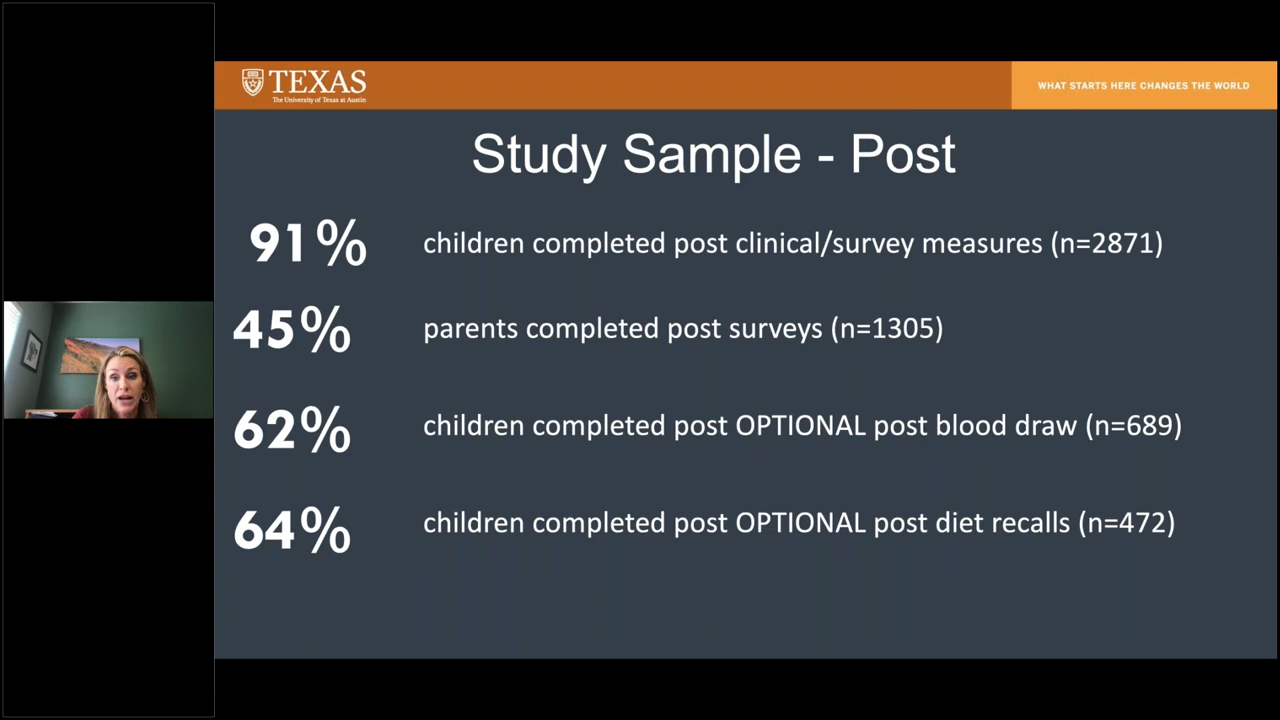 TEXAS
The University of Texas at Austin
WHAT STARTS HERE CHANGES THE WORLD
Study Sample - Post
91% children completed post clinical/survey measures (n=2871)
45% parents completed post surveys (n=1305)
62% children completed post OPTIONAL post blood draw (n=689)
64% children completed post OPTIONAL post diet recalls (n=472)